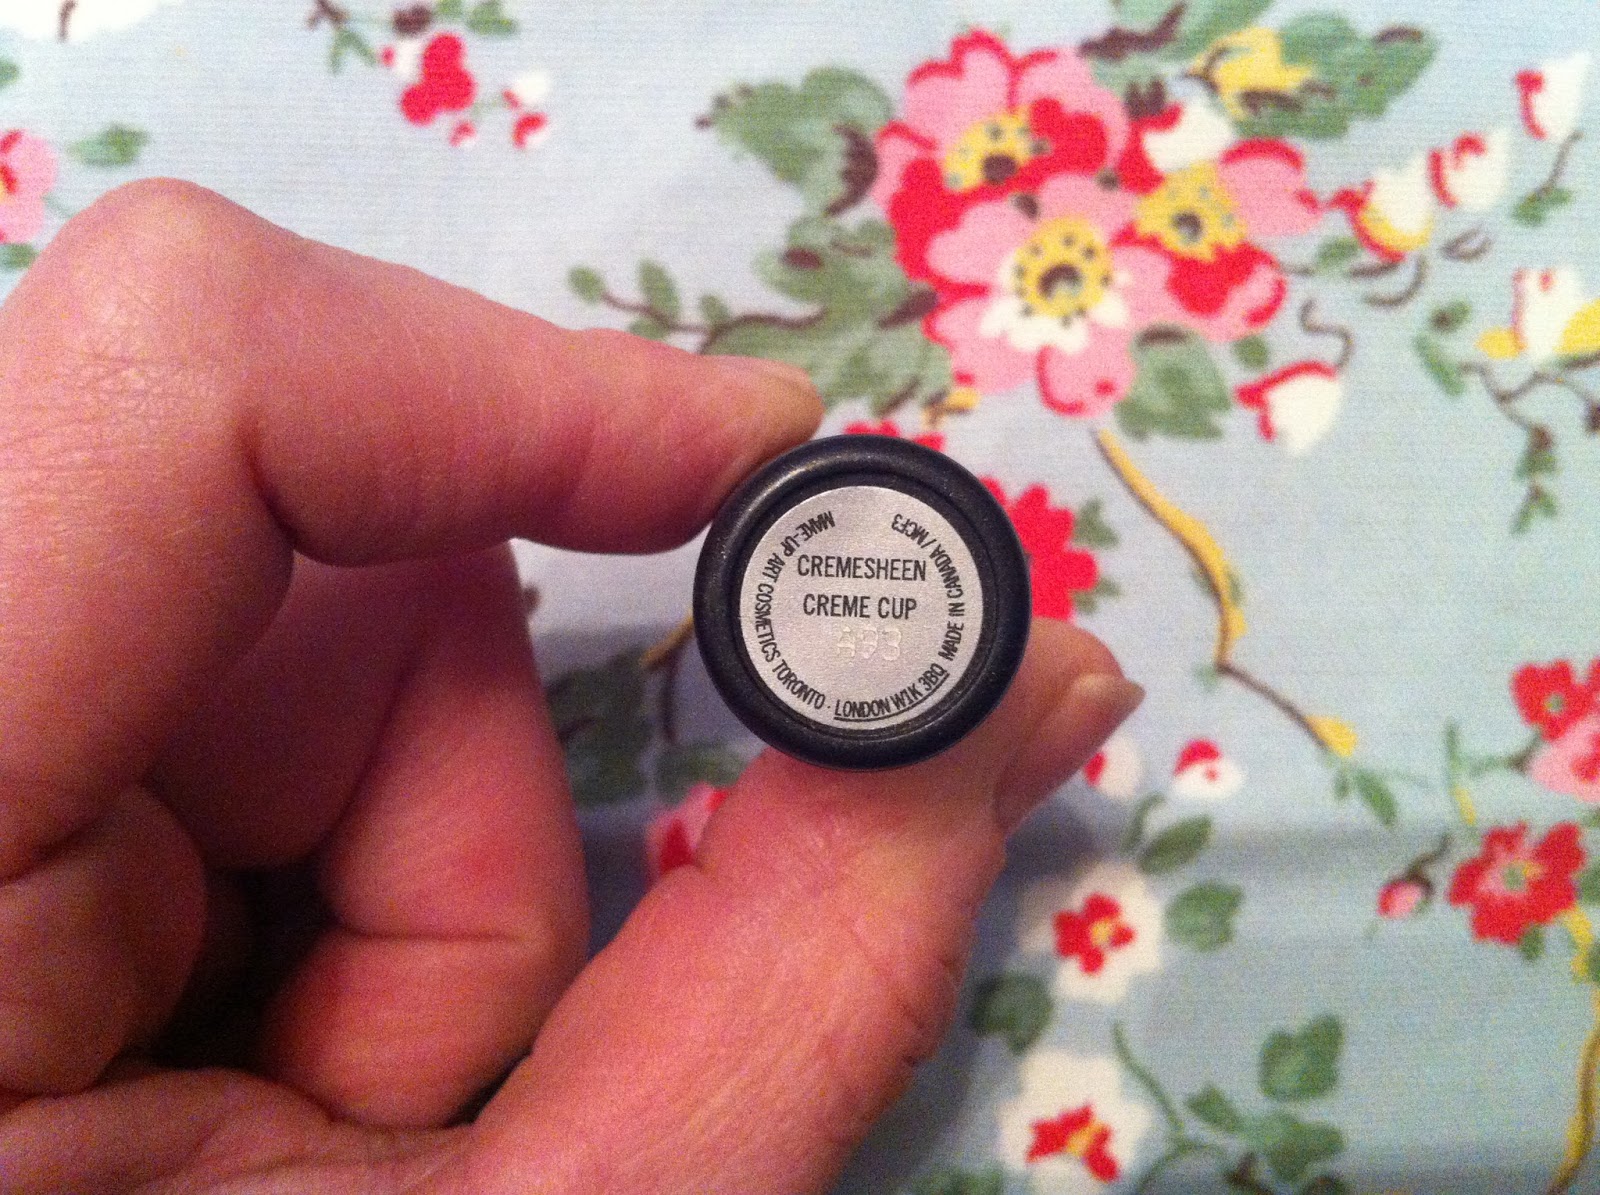 CREMESHEEN
CREME CUP
MAKE-UP ART COSMETICS TORONTO · LONDON W1K 3BQ MADE IN CANADA / MCF3